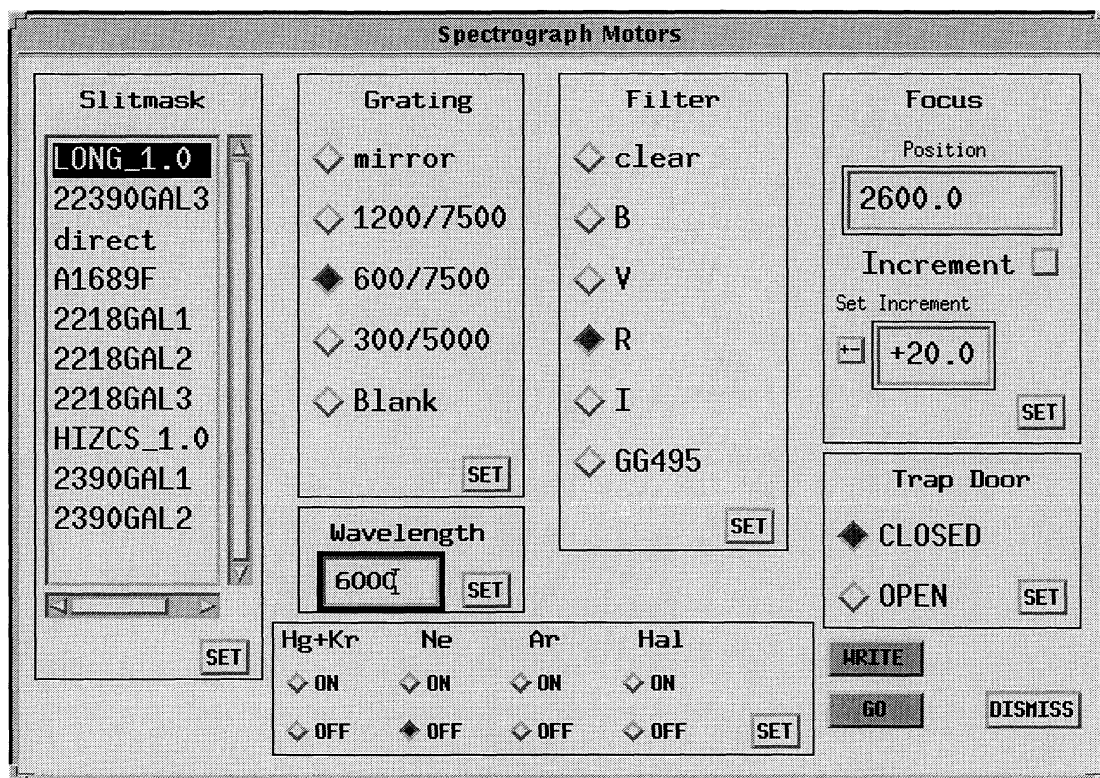 Spectrograph Motors
Slitmask
LONG_1.0
22390GAL3
direct
A1689F
2218GAL1
2218GAL2
2218GAL3
HIZCS_1.0
2390GAL1
2390GAL2
SET
Grating
mirror
1200/7500
600/7500
300/5000
Blank
SET
Wavelength
6000
SET
Filter
clear
B
V
R
I
GG495
SET
Focus
Position
2600.0
Increment
Set Increment
+- +20.0
SET
Trap Door
CLOSED
OPEN SET
Hg+Kr Ne Ar Hal
ON ON ON ON
OFF OFF OFF OFF SET
WRITE
GO DISMISS